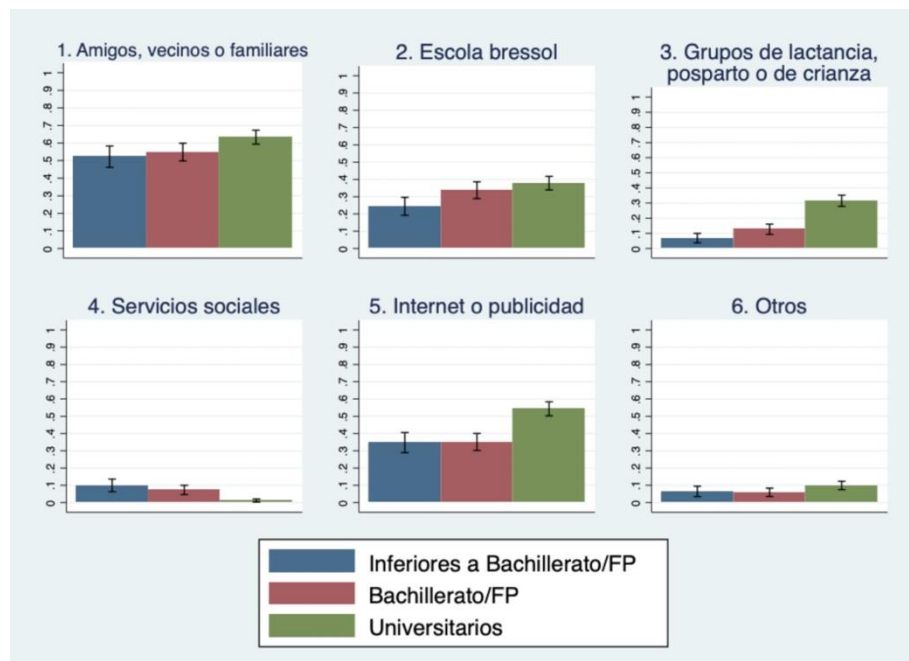 1. Amigos, vecinos o familiares
0 .1 .2 .3 .4 .5 .6 .7 .8 .9 1
2. Escola bressol
0 .1 .2 .3 .4 .5 .6 .7 .8 .9 1
3. Grupos de lactancia,
posparto o de crianza
0 .1 .2 .3 .4 .5 .6 .7 .8 .9 1
4. Servicios sociales
0 .1 .2 .3 .4 .5 .6 .7 .8 .9 1
5. Internet o publicidad
0 .1 .2 .3 .4 .5 .6 .7 .8 .9 1
6. Otros
0 .1 .2 .3 .4 .5 .6 .7 .8 .9 1
Inferiores a Bachillerato/FP
Bachillerato/FP
Universitarios